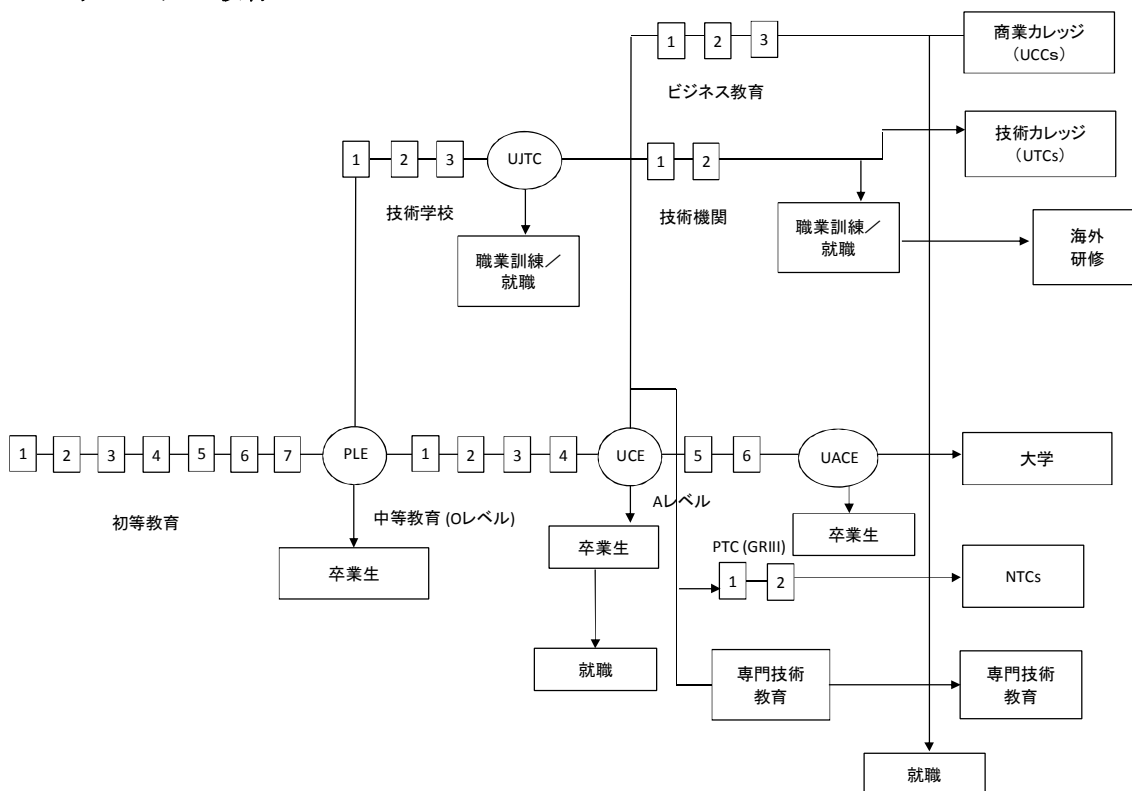 商業カレッジ
（UCCs）
1 2 3
ビジネス教育
技術カレッジ
（UTCs）
1 2 3 UJTC 1 2
技術学校
技術機関
職業訓練／
就職
職業訓練／
就職
海外
研修
1 2 3 4 5 6 7 PLE 1 2 3 4 UCE 5 6 UACE 大学
初等教育
中等教育 (Oレベル)
Aレベル
卒業生
卒業生
卒業生
PTC (GRIII)
1 2 NTCs
就職
専門技術
教育
専門技術
教育
就職